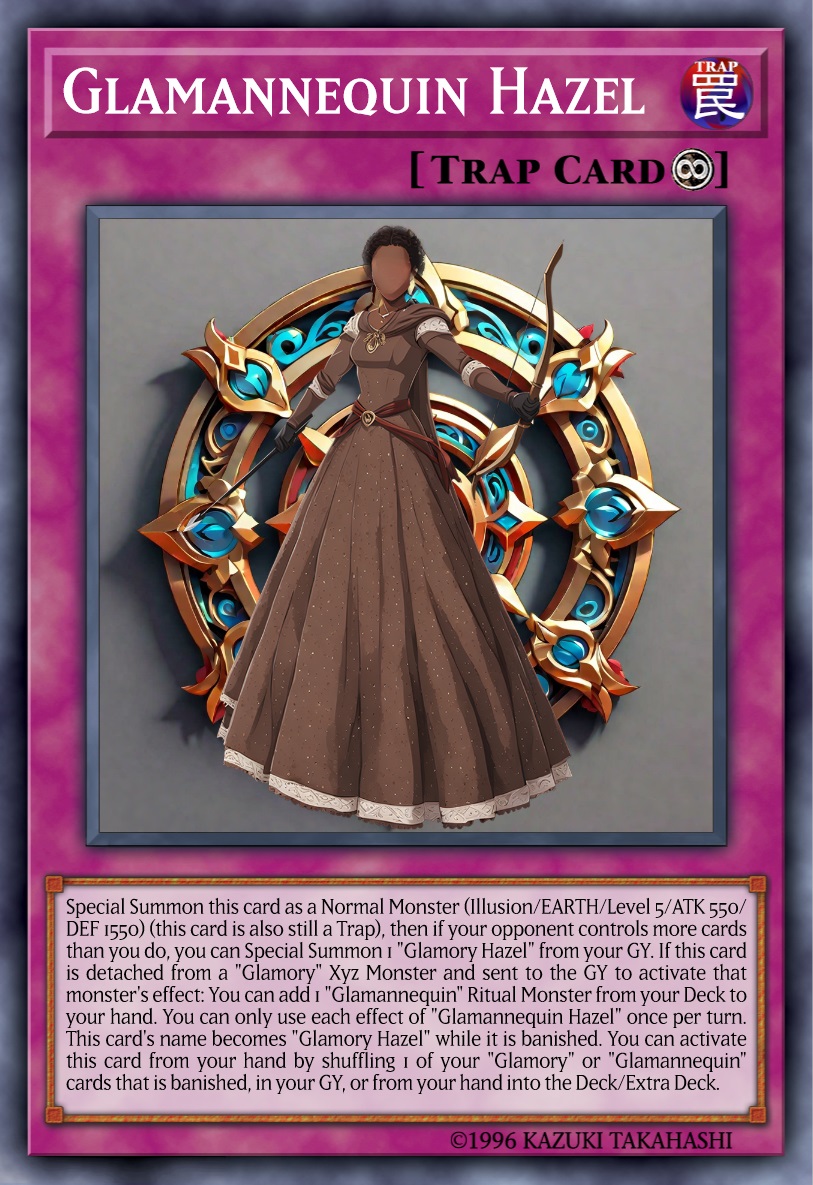 Glamannequin Hazel
TRAP
罠
[Trap Card]
Special Summon this card as a Normal Monster (Illusion/EARTH/Level 5/ATK 550/
DEF 1550) (this card is also still a Trap), then if your opponent controls more cards
than you do, you can Special Summon 1 "Glamory Hazel" from your GY. If this card
is detached from a "Glamory" Xyz Monster and sent to the GY to activate that
monster's effect: You can add 1 "Glamannequin" Ritual Monster from your Deck to
your hand. You can only use each effect of "Glamannequin Hazel" once per turn.
This card's name becomes "Glamory Hazel" while it is banished. You can activate
this card from your hand by shuffling 1 of your "Glamory" or "Glamannequin"
cards that is banished, in your GY, or from your hand into the Deck/Extra Deck.
©1996 KAZUKI TAKAHASHI